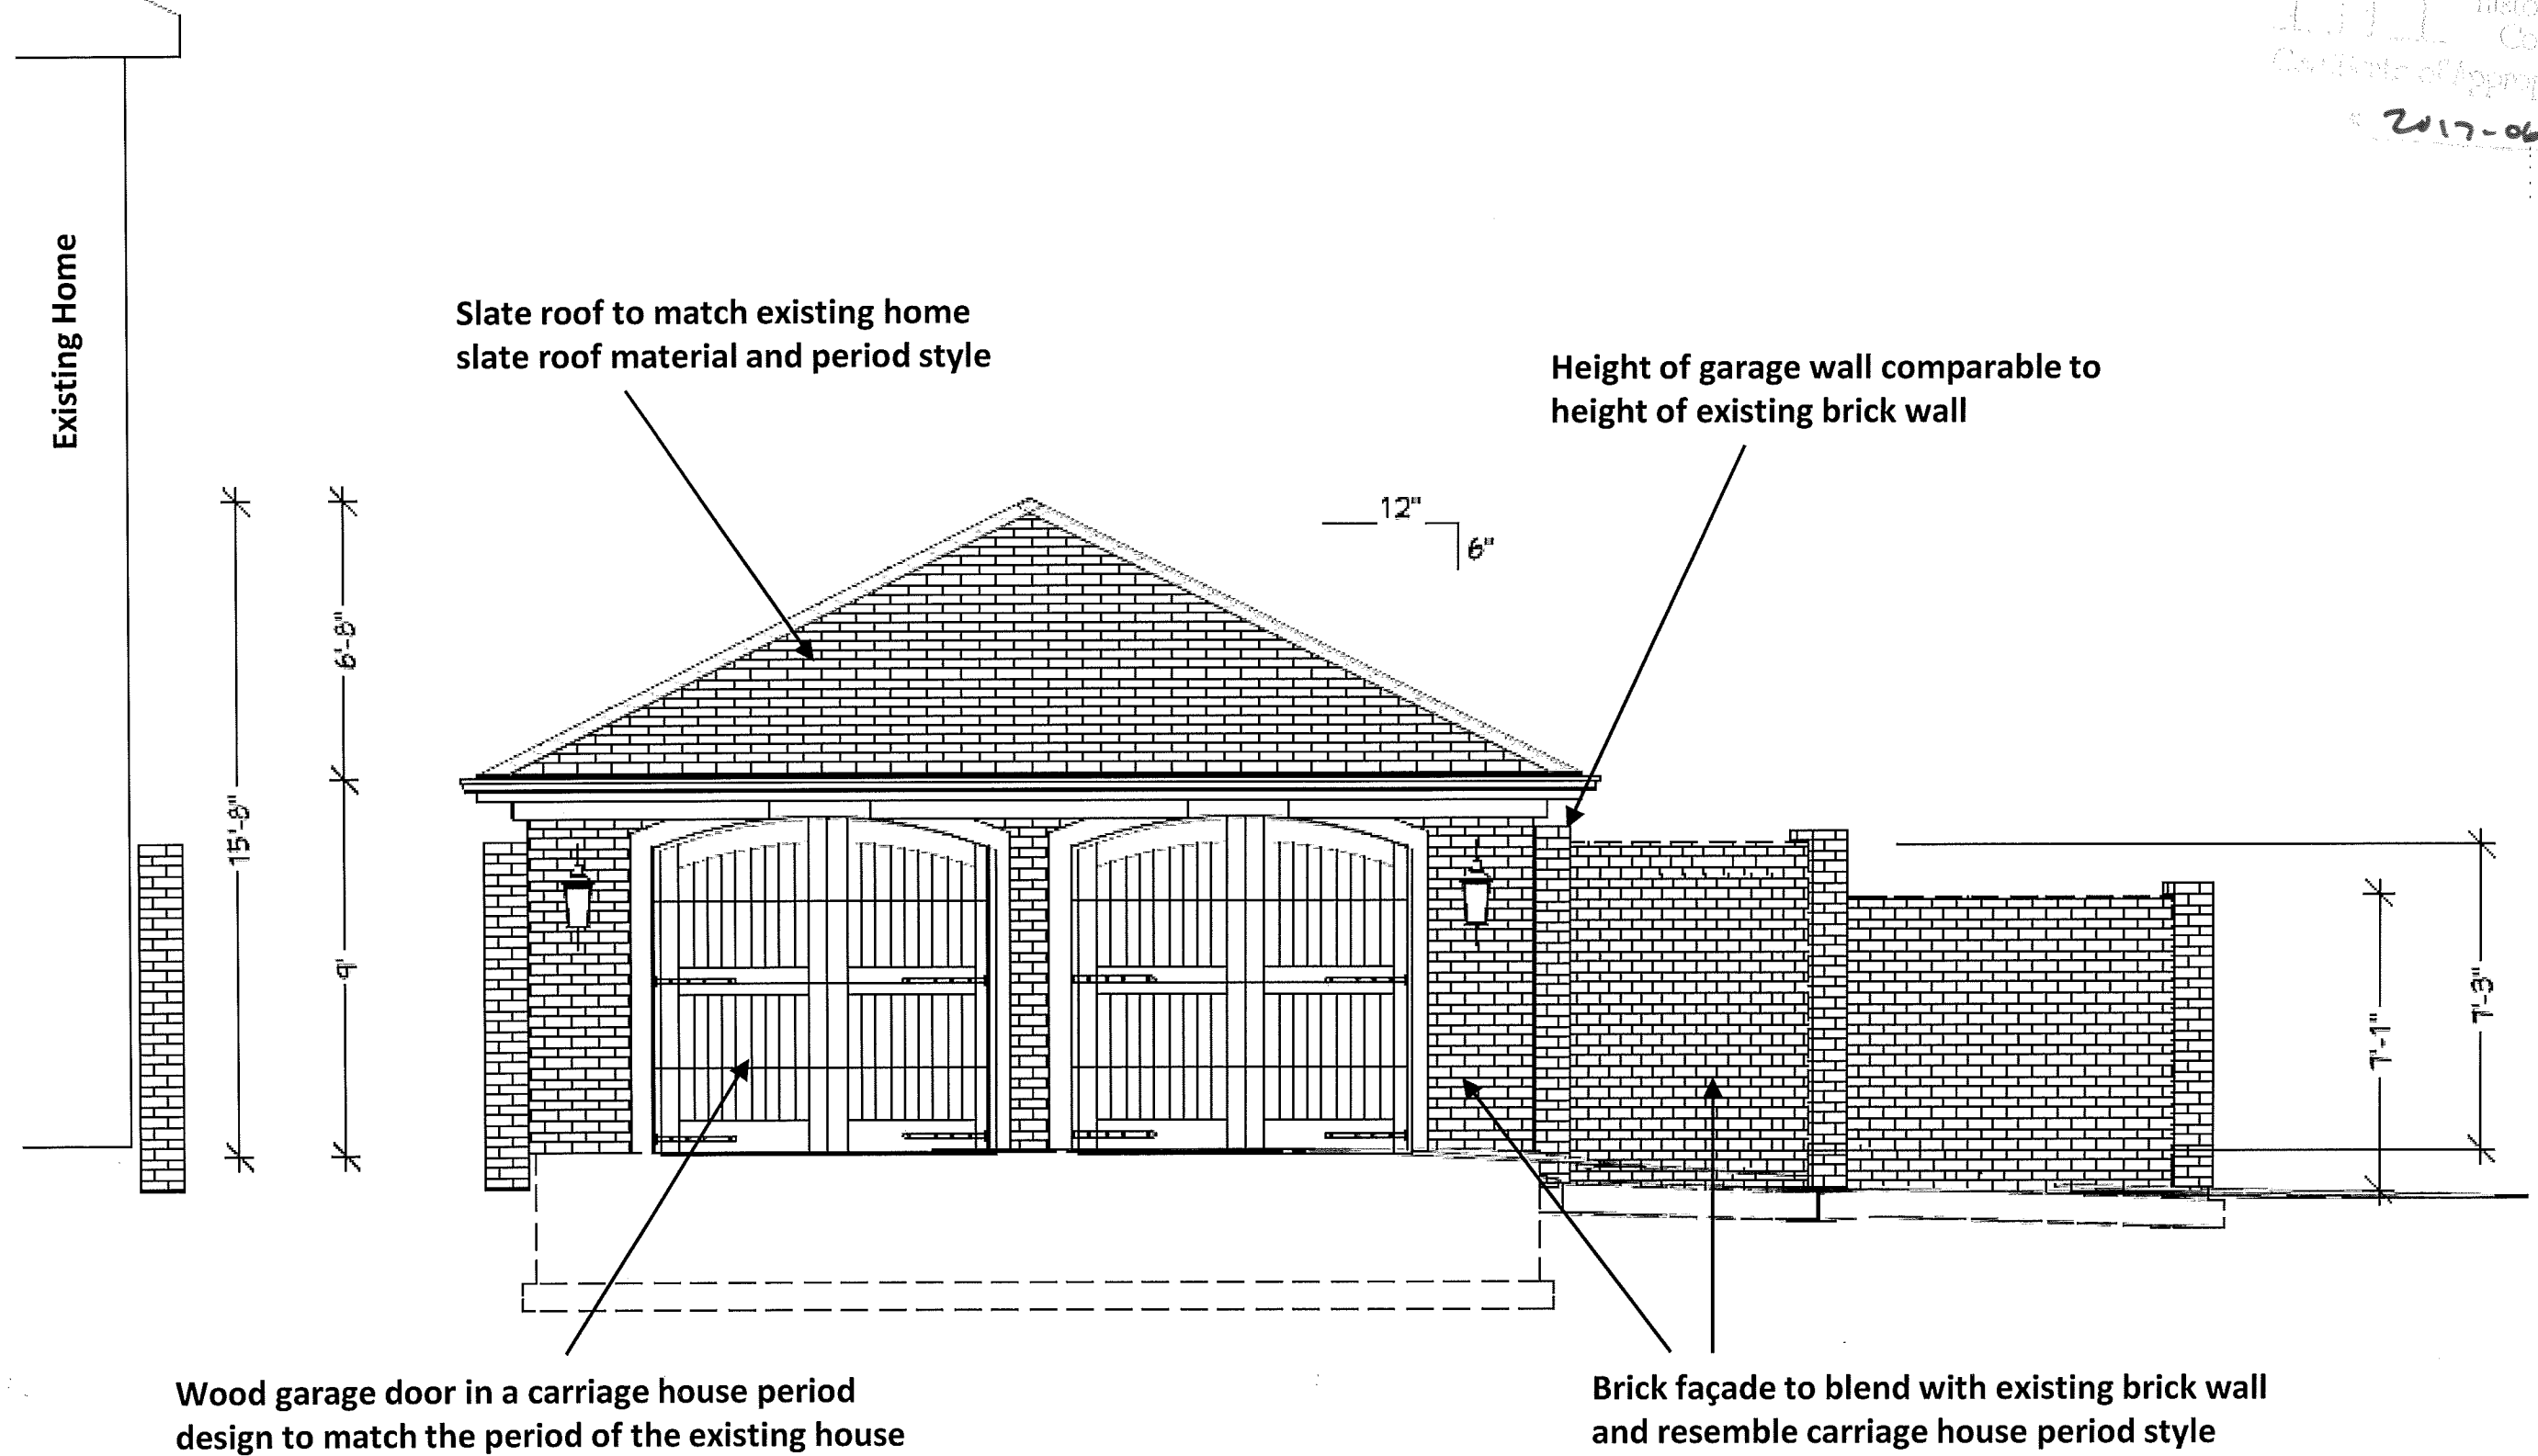 Co
2017-06
Existing Home
Slate roof to match existing home
slate roof material and period style
Height of garage wall comparable to
height of existing brick wall
12"
6"
6'-8"
15'-8"
9'
7'-3"
7'-1"
Wood garage door in a carriage house period
design to match the period of the existing house
Brick façade to blend with existing brick wall
and resemble carriage house period style